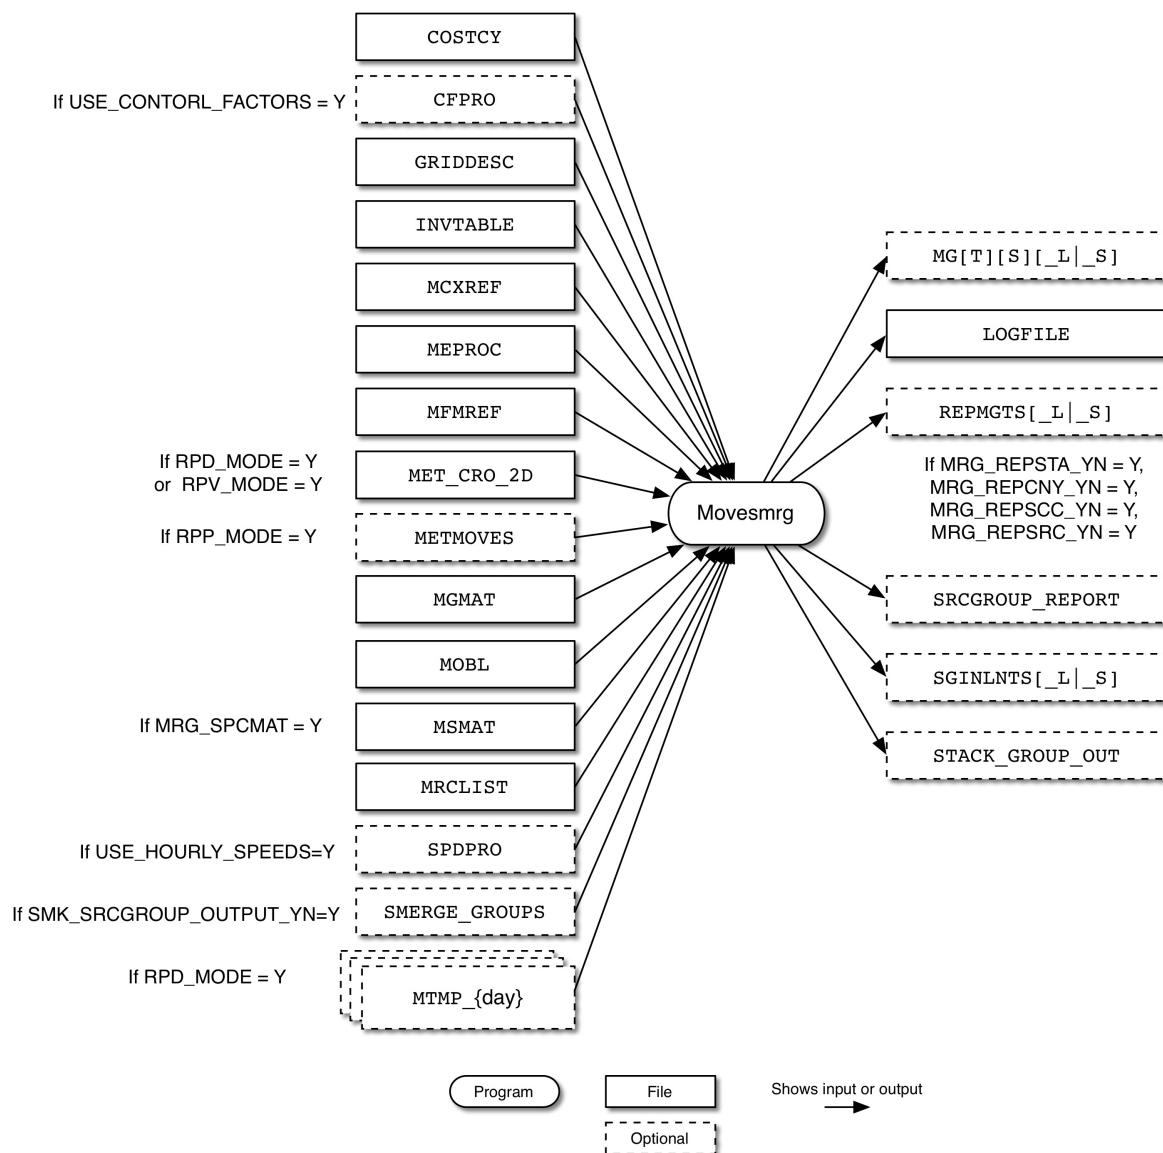 COSTCY
If USE_CONTORL_FACTORS = Y
CFPRO
GRIDDESC
INVTABLE
MCXREF
MEPROC
MFMREF
If RPD_MODE = Y
or RPV_MODE = Y
MET_CRO_2D
If RPP_MODE = Y
METMOVES
MGMAT
MOBL
If MRG_SPCMAT = Y
MSMAT
MRCLIST
If USE_HOURLY_SPEEDS=Y
SPDPRO
If SMK_SRCGROUP_OUTPUT_YN=Y
SMERGE_GROUPS
If RPD_MODE = Y
MTMP_{day}
Movesmrg
MG[T][S][_L|_S]
LOGFILE
REPMGTS[_L|_S]
If MRG_REPSTA_YN = Y,
MRG_REPCNY_YN = Y,
MRG_REPSCC_YN = Y,
MRG_REPSRC_YN = Y
SRCGROUP_REPORT
SGINLNTS[_L|_S]
STACK_GROUP_OUT
Program
File
Shows input or output
Optional